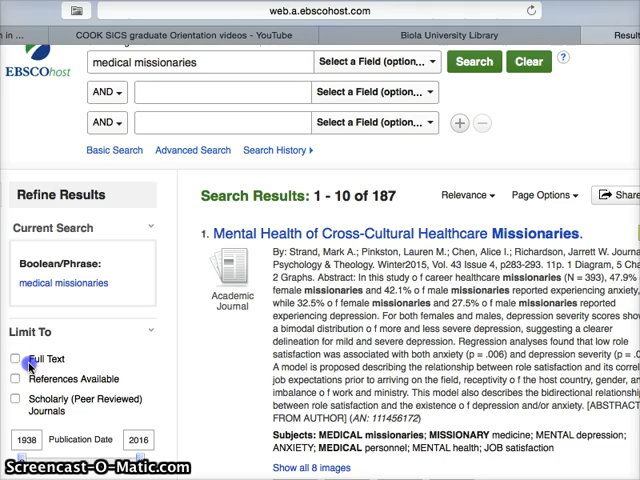 web.a.ebscohost.com
n in ...
COOK SICS graduate Orientation videos - YouTube
Biola University Library
Result
EBSCOhost
medical missionaries
Select a Field (option...
Search
Clear
?
AND
Select a Field (option...
AND
Select a Field (option...
Basic Search
Advanced Search
Search History
Refine Results
Search Results: 1 - 10 of 187
Relevance
Page Options
Share
Current Search
Boolean/Phrase:
medical missionaries
Limit To
Full Text
References Available
Scholarly (Peer Reviewed)
Journals
1938
Publication Date
2016
1. Mental Health of Cross-Cultural Healthcare Missionaries.
Academic
Journal
By: Strand, Mark A.; Pinkston, Lauren M.; Chen, Alice I.; Richardson, Jarrett W. Journal
Psychology & Theology. Winter2015, Vol. 43 Issue 4, p283-293. 11p. 1 Diagram, 5 Cha
2 Graphs. Abstract: In this study o f career healthcare missionaries (N = 393), 47.9%
female missionaries and 42.1% o f male missionaries reported experiencing anxiety,
while 32.5% o f female missionaries and 27.5% o f male missionaries reported
experiencing depression. For both females and males, depression severity scores show
a bimodal distribution o f more and less severe depression, suggesting a clearer
delineation for mild and severe depression. Regression analyses found that low role
satisfaction was associated with both anxiety (p = .006) and depression severity (p =
A model is proposed describing the relationship between role satisfaction and its correl
job expectations prior to arriving on the field, receptivity o f the host country, gender, an
imbalance o f work and ministry. This model also describes the bidirectional relationship
between role satisfaction and the existence o f depression and/or anxiety. [ABSTRACT
FROM AUTHOR] (AN: 111456172)
Subjects: MEDICAL missionaries; MISSIONARY medicine; MENTAL depression;
ANXIETY; MEDICAL personnel; MENTAL health; JOB satisfaction
Show all 8 images
Screencast-O-Matic.com